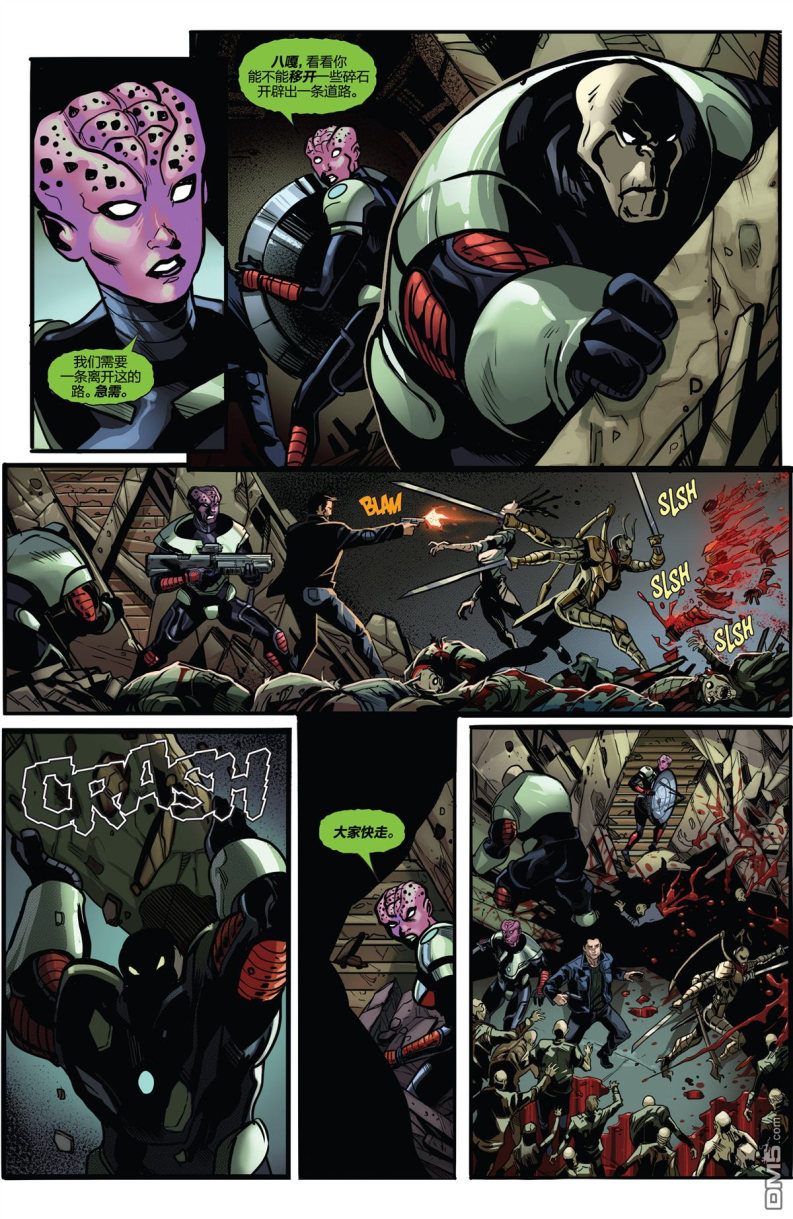 我们需要
一条离开这的
路。急需。
八嘎，看看你
能不能移开一些碎石
开辟出一条道路。
BLAM
SLSH
SLSH
SLSH
CRASH
大家快走。
DM5.com